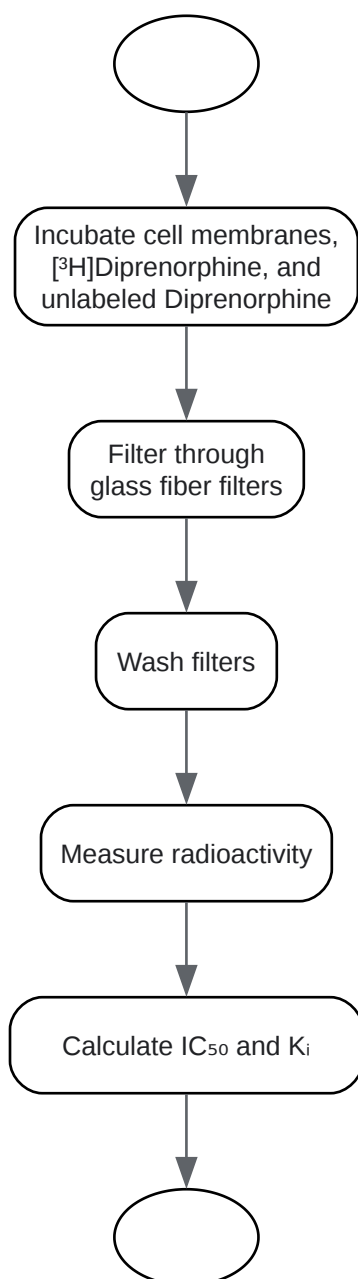 Incubate cell membranes,
[³H]Diprenorphine, and
unlabeled Diprenorphine
Filter through
glass fiber filters
Wash filters
Measure radioactivity
Calculate IC₅₀ and Kᵢ